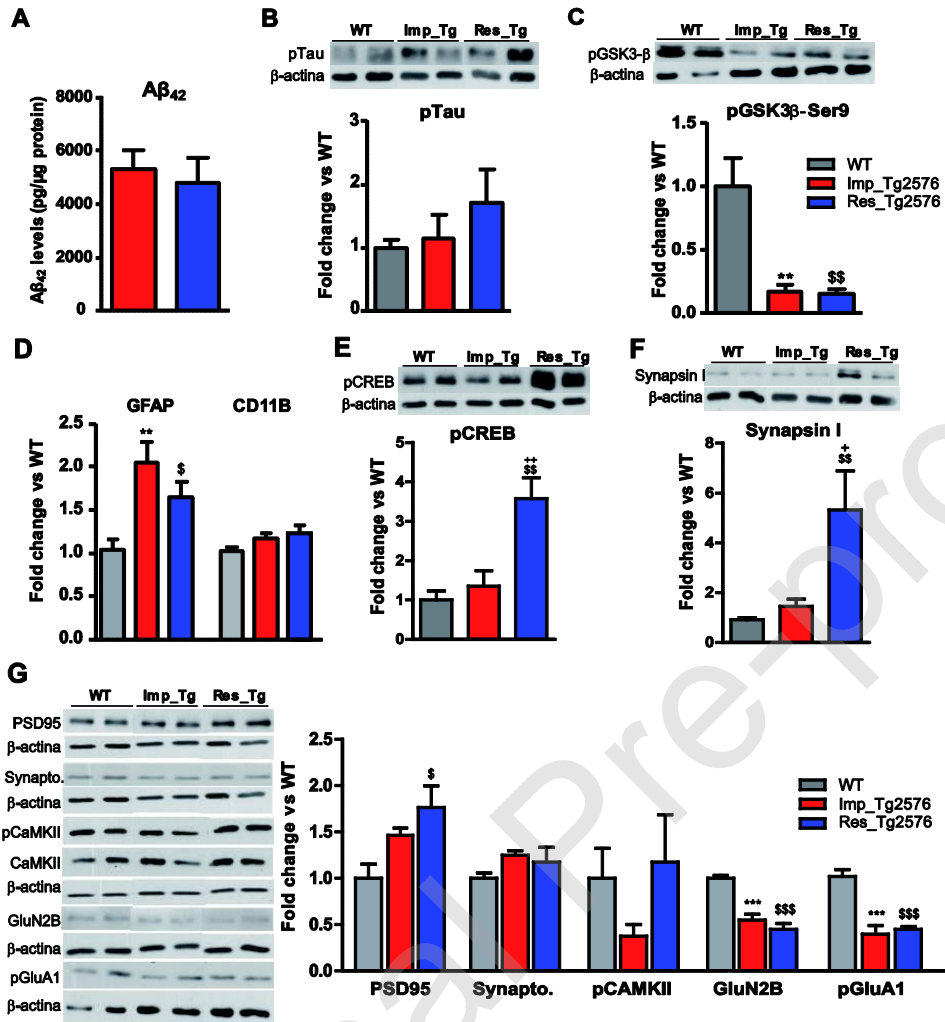 A
Aβ₄₂
Aβ₄₂ levels (pg/µg protein)
8000
6000
4000
2000
0
B
WT Imp_Tg Res_Tg
pTau
β-actina
pTau
Fold change vs WT
3
2
1
0
C
WT Imp_Tg Res_Tg
pGSK3-β
β-actina
pGSK3β-Ser9
Fold change vs WT
1.5
1.0
0.5
0.0
** $$
WT
Imp_Tg2576
Res_Tg2576
D
GFAP CD11B
Fold change vs WT
2.5
2.0
1.5
1.0
0.5
0.0
**
$
E
WT Imp_Tg Res_Tg
pCREB
β-actina
pCREB
Fold change vs WT
6
4
2
0
++
$$
F
WT Imp_Tg Res_Tg
Synapsin I
β-actina
Synapsin I
Fold change vs WT
8
6
4
2
0
+
$$
G
WT Imp_Tg Res_Tg
PSD95
β-actina
Synapto.
β-actina
pCaMKII
CaMKII
β-actina
GluN2B
β-actina
pGluA1
β-actina
Fold change vs WT
2.5
2.0
1.5
1.0
0.5
0.0
$
*** $$$
*** $$$
WT
Imp_Tg2576
Res_Tg2576
PSD95 Synapto. pCAMKII GluN2B pGluA1
al Pre-pro